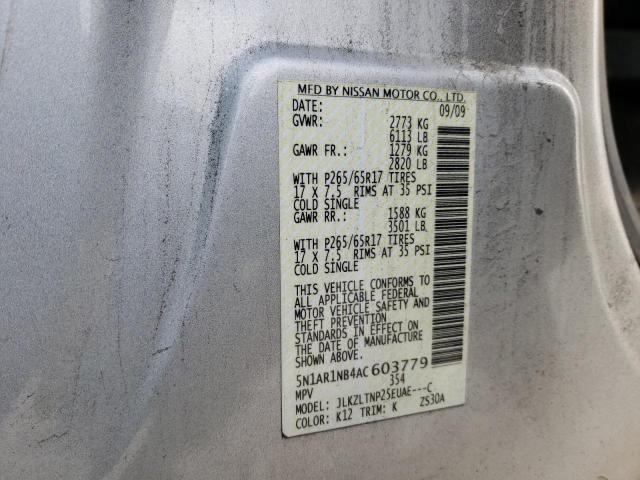 MFD BY NISSAN MOTOR CO., LTD.
DATE: 09/09
GVWR: 2773 KG
6113 LB
GAWR FR.: 1279 KG
2820 LB
WITH P265/65R17 TIRES
17 X 7.5 RIMS AT 35 PSI
COLD SINGLE
GAWR RR.: 1588 KG
3501 LB
WITH P265/65R17 TIRES
17 X 7.5 RIMS AT 35 PSI
COLD SINGLE
THIS VEHICLE CONFORMS TO
ALL APPLICABLE FEDERAL
MOTOR VEHICLE SAFETY AND
THEFT PREVENTION
STANDARDS IN EFFECT ON
THE DATE OF MANUFACTURE
SHOWN ABOVE.
5N1AR1NB4AC603779
MPV 354
MODEL: JLKZLTNP25EUAE---C
COLOR: K12 TRIM: K ZS30A